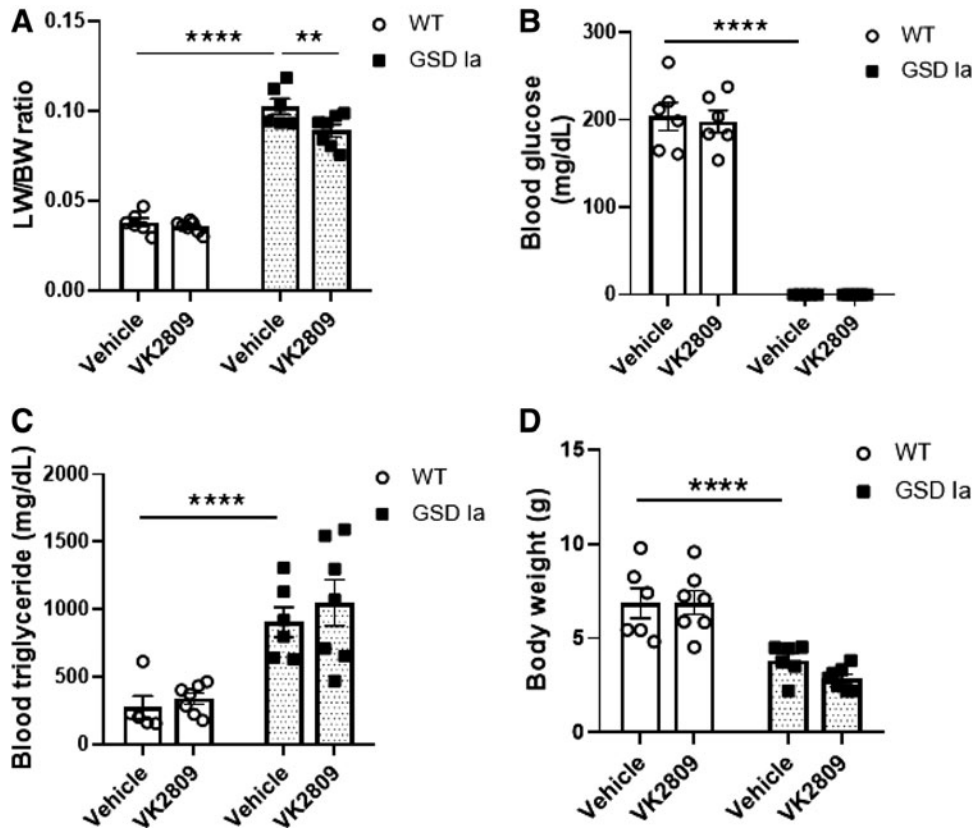 A
LW/BW ratio
0.15
0.10
0.05
0.00
****
**
WT
GSD Ia
Vehicle
VK2809
Vehicle
VK2809
B
Blood glucose
(mg/dL)
300
200
100
0
****
WT
GSD Ia
Vehicle
VK2809
Vehicle
VK2809
C
Blood triglyceride (mg/dL)
2000
1500
1000
500
0
****
WT
GSD Ia
Vehicle
VK2809
Vehicle
VK2809
D
Body weight (g)
15
10
5
0
****
WT
GSD Ia
Vehicle
VK2809
Vehicle
VK2809